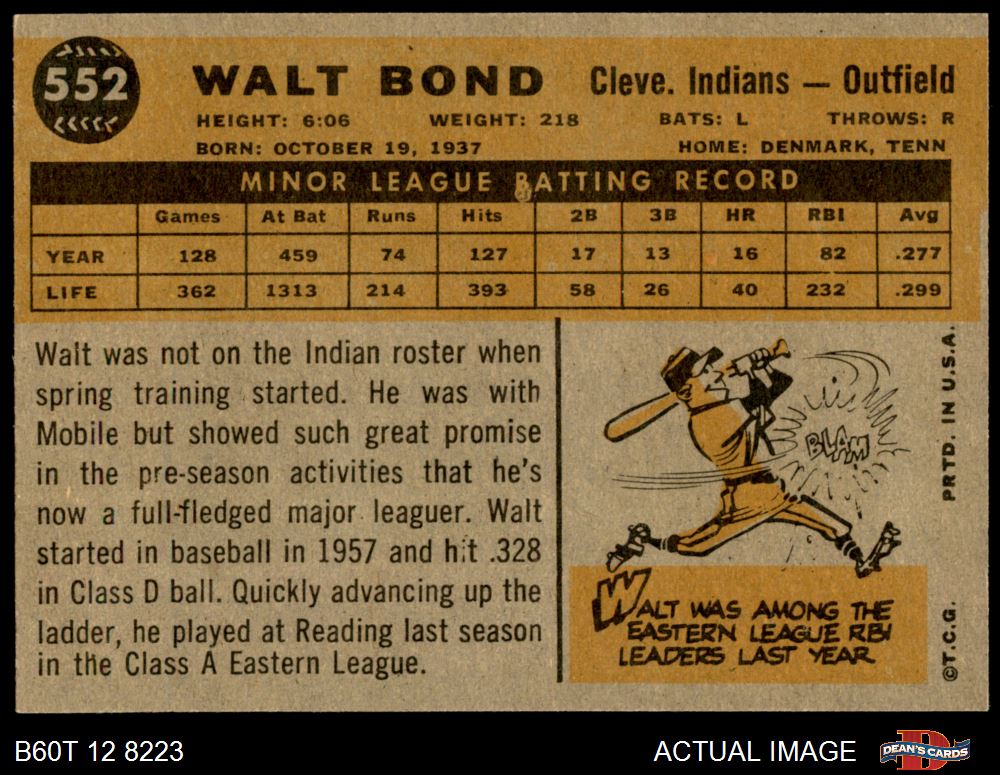 552
WALT BOND Cleve. Indians — Outfield
HEIGHT: 6:06 WEIGHT: 218 BATS: L THROWS: R
BORN: OCTOBER 19, 1937 HOME: DENMARK, TENN
MINOR LEAGUE BATTING RECORD
Games At Bat Runs Hits 2B 3B HR RBI Avg
YEAR 128 459 74 127 17 13 16 82 .277
LIFE 362 1313 214 393 58 26 40 232 .299
Walt was not on the Indian roster when
spring training started. He was with
Mobile but showed such great promise
in the pre-season activities that he's
now a full-fledged major leaguer. Walt
started in baseball in 1957 and hit .328
in Class D ball. Quickly advancing up the
ladder, he played at Reading last season
in the Class A Eastern League.
BLAM
WALT WAS AMONG THE
EASTERN LEAGUE RBI
LEADERS LAST YEAR
©T.C.G. PRTD. IN U.S.A.
B60T 12 8223 ACTUAL IMAGE DEAN'S CARDS